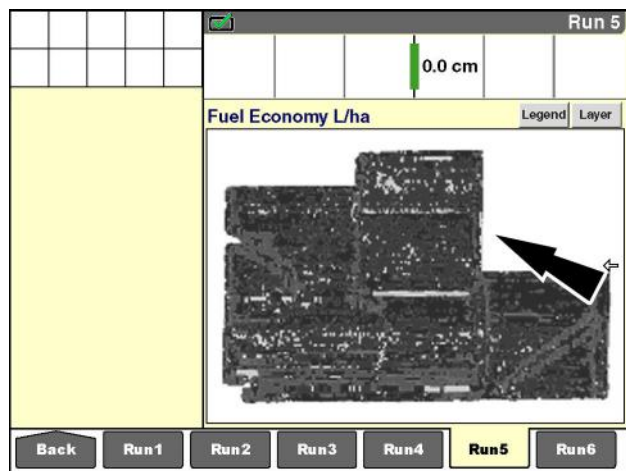 Run 5
0.0 cm
Fuel Economy L/ha
Legend Layer
Back Run1 Run2 Run3 Run4 Run5 Run6